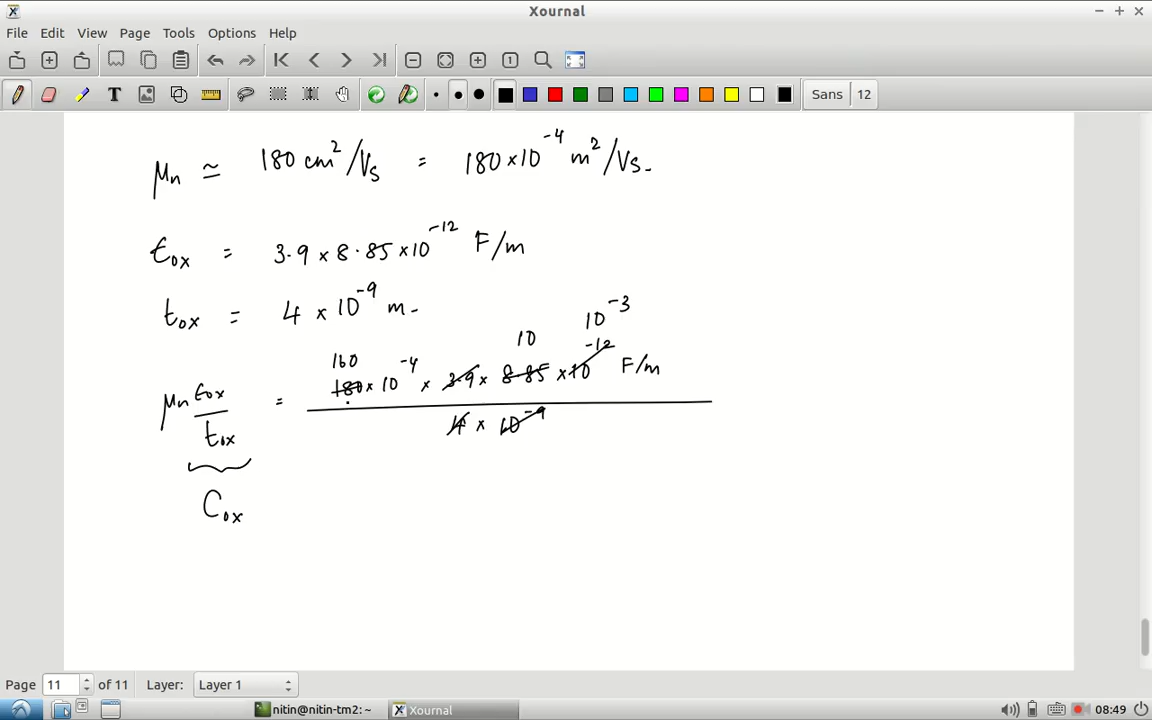 Xournal
File Edit View Page Tools Options Help
Sans 12
μn ≃ 180 cm²/Vs = 180×10⁻⁴ m²/Vs.
ϵox = 3.9 × 8.85 ×10⁻¹² F/m
tox = 4 × 10⁻⁹ m.
10 10⁻³
160
μn ϵox/tox = 180 × 10⁻⁴ × 3.9 × 8.85 × 10⁻¹² F/m
4 × 10⁻⁹
Cox
Page 11 of 11 Layer: Layer 1
nitin@nitin-tm2: ~ Xournal 08:49